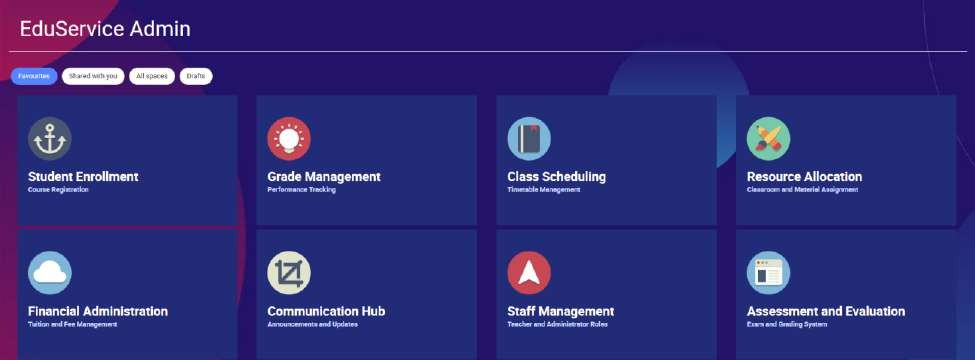 EduService Admin
Favourites
Shared with you
All spaces
Drafts
Student Enrollment
Course Registration
Grade Management
Performance Tracking
Class Scheduling
Timetable Management
Resource Allocation
Classroom and Material Assignment
Financial Administration
Tuition and Fee Management
Communication Hub
Announcements and Updates
Staff Management
Teacher and Administrator Roles
Assessment and Evaluation
Exam and Grading System